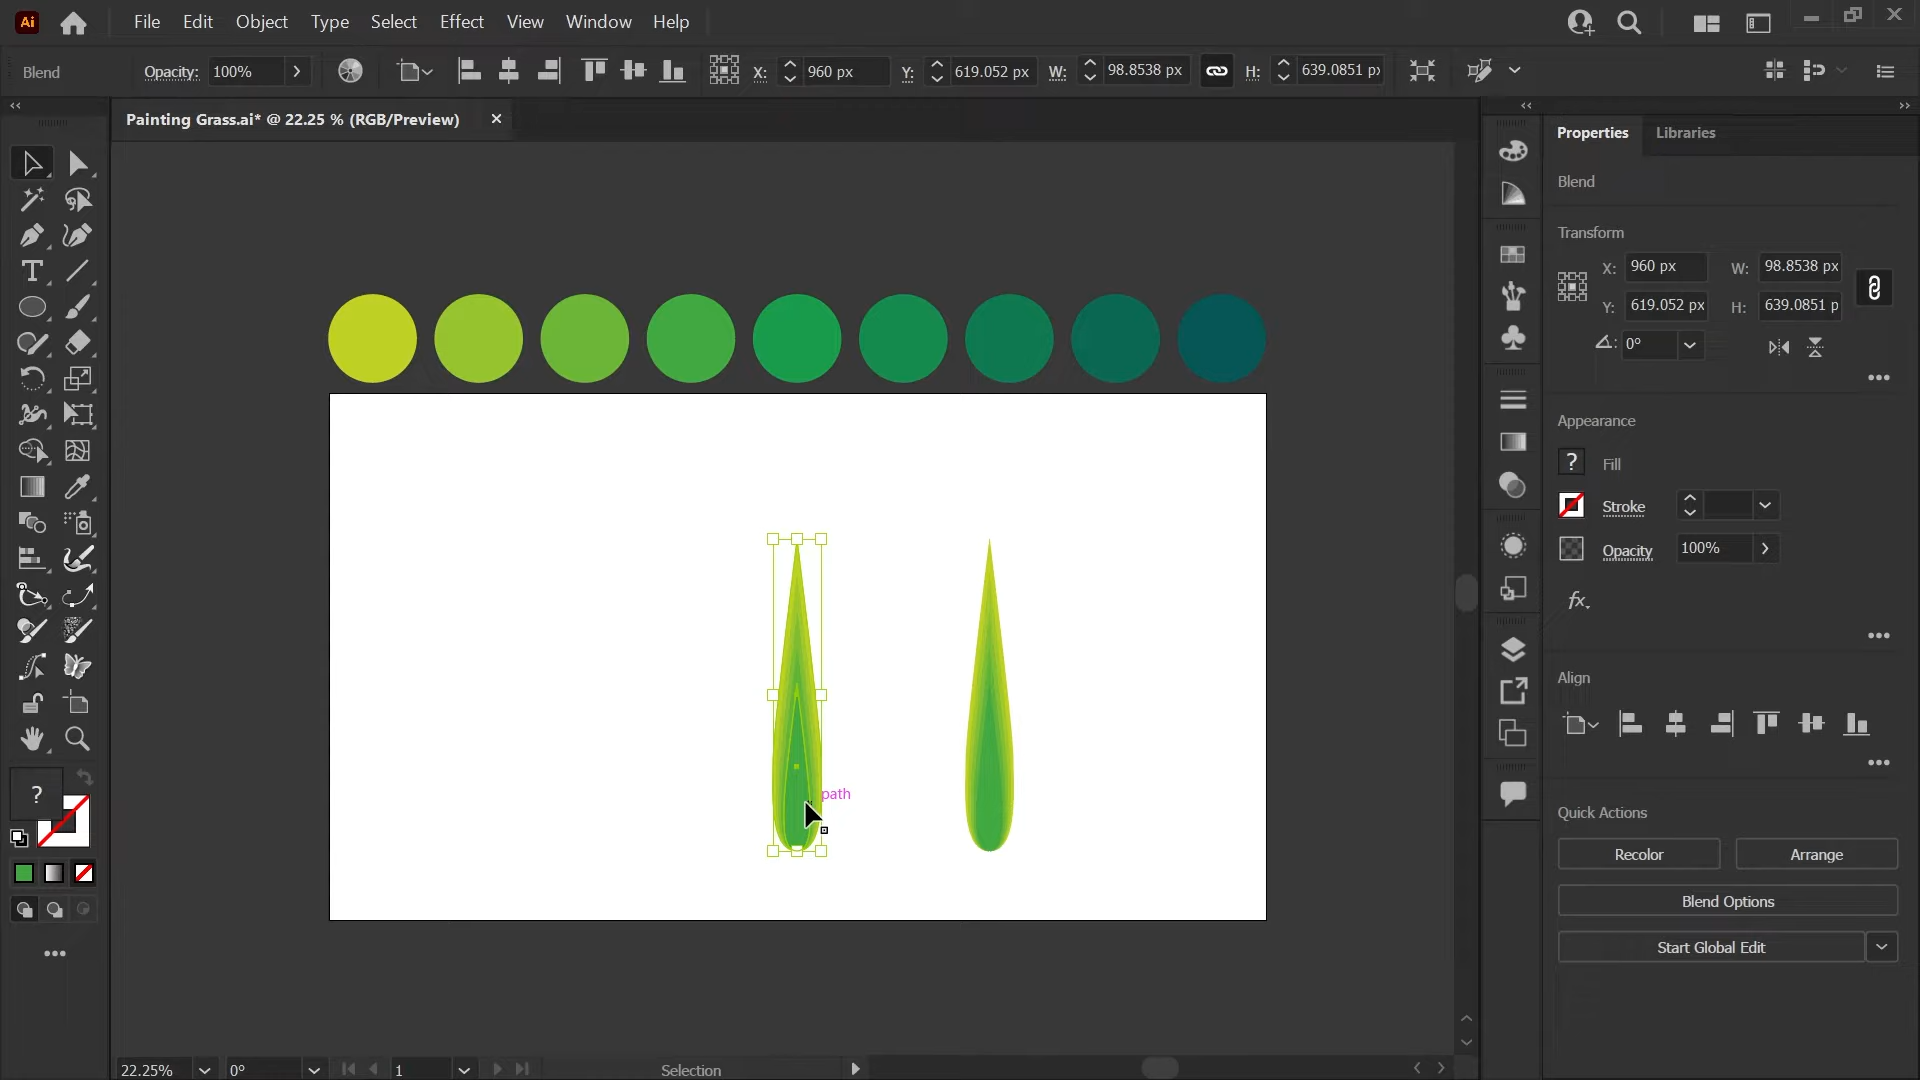 Ai
File Edit Object Type Select Effect View Window Help
Blend Opacity: 100% X: 960 px Y: 619.052 px W: 98.8538 px H: 639.0851 p
Painting Grass.ai* @ 22.25 % (RGB/Preview)
Properties Libraries
Blend
Transform
X: 960 px W: 98.8538 px
Y: 619.052 px H: 639.0851 p
0°
Appearance
? Fill
Stroke
Opacity 100%
fx
Align
path
Quick Actions
Recolor Arrange
Blend Options
Start Global Edit
?
22.25% 0° 1 Selection